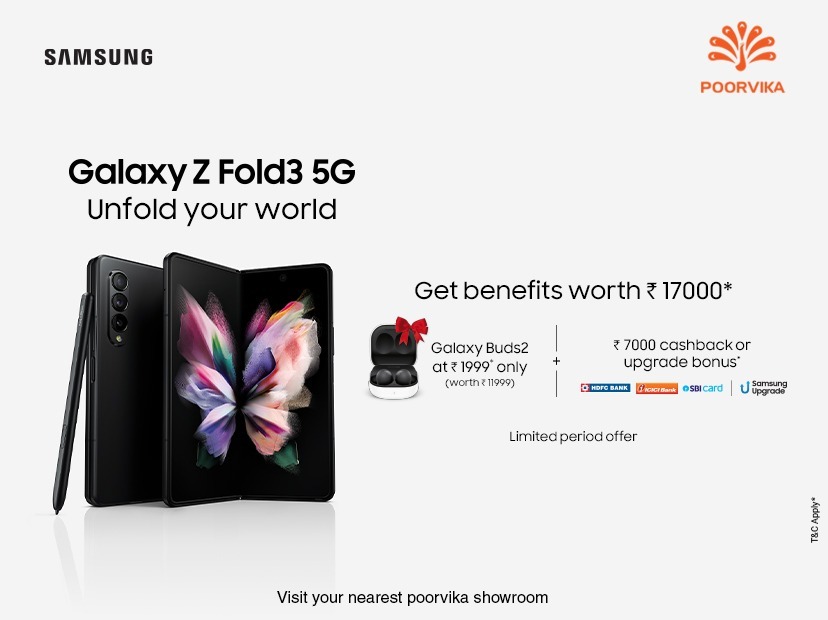 SAMSUNG
POORVIKA
Galaxy Z Fold3 5G
Unfold your world
Get benefits worth ₹ 17000*
Galaxy Buds2
at ₹ 1999* only
(worth ₹ 11999)
+
₹ 7000 cashback or
upgrade bonus*
HDFC BANK
ICICI Bank
SBI card
Samsung
Upgrade
Limited period offer
T&C Apply*
Visit your nearest poorvika showroom